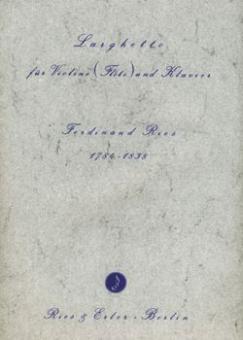 Larghetto
für Violine (Flöte) und Klavier
Ferdinand Ries
1784-1838
Ries & Erler · Berlin